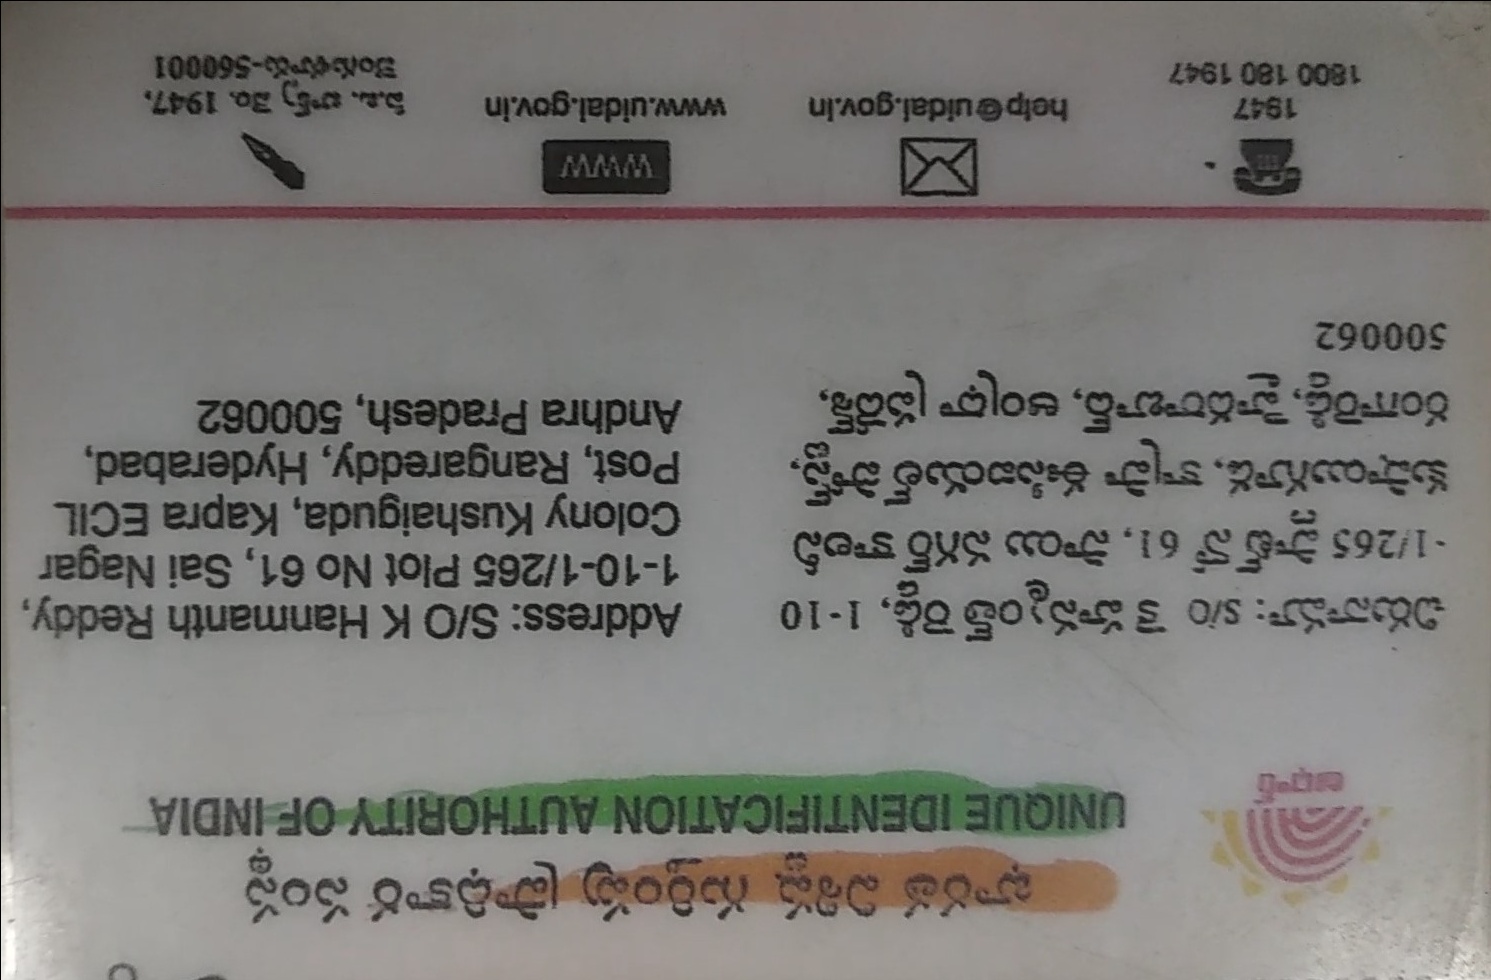 భారత విశిష్ట గుర్తింపు ప్రాధికార సంస్థ
UNIQUE IDENTIFICATION AUTHORITY OF INDIA
ఆధార్
చిరునామా: S/O కె హన్మంత్ రెడ్డి, 1-10
-1/265 ప్లాట్ నో 61, సాయి నగర్ కాలనీ
కుషాయిగూడ, కాప్రా ఈసిఐయెల్ పోస్ట్,
రంగారెడ్డి, హైదరాబాద్, ఆంధ్రా ప్రదేశ్,
500062
Address: S/O K Hanmanth Reddy,
1-10-1/265 Plot No 61, Sai Nagar
Colony Kushaiguda, Kapra ECIL
Post, Rangareddy, Hyderabad,
Andhra Pradesh, 500062
1947
1800 180 1947
help@uidai.gov.in
WWW
www.uidai.gov.in
పి.ఒ. బాక్స్ నెం. 1947,
బెంగుళూరు-560001